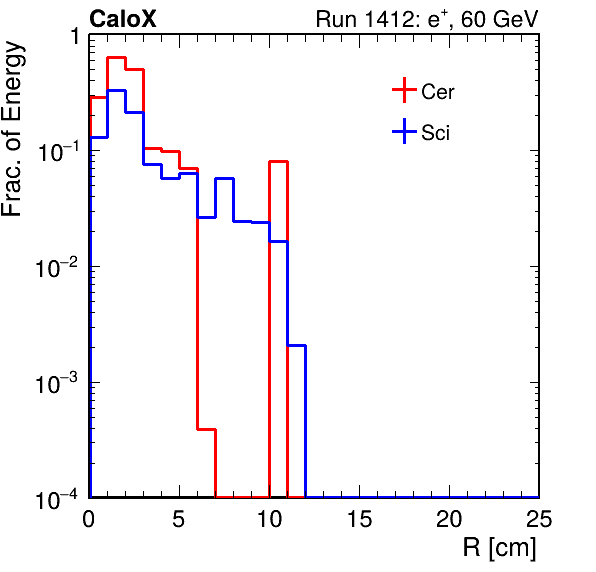 CaloX Run 1412: e⁺, 60 GeV
Frac. of Energy
1
10⁻¹
10⁻²
10⁻³
10⁻⁴
Cer
Sci
0 5 10 15 20 25
R [cm]